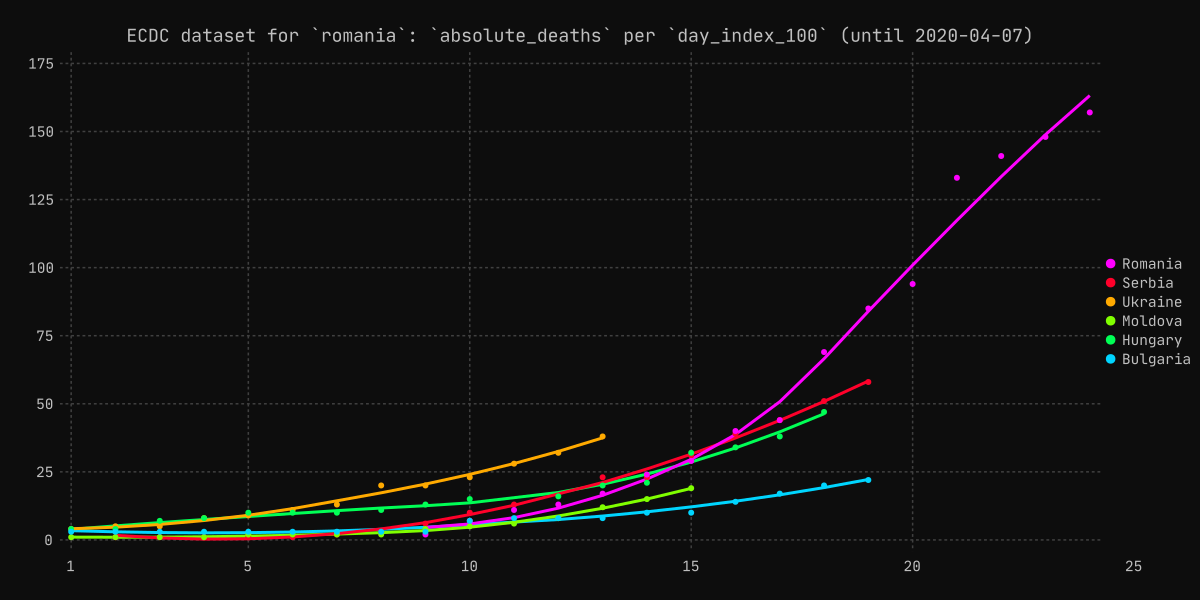 ECDC dataset for `romania`: `absolute_deaths` per `day_index_100` (until 2020-04-07)
175
150
125
100
75
50
25
0
1 5 10 15 20 25
Romania
Serbia
Ukraine
Moldova
Hungary
Bulgaria